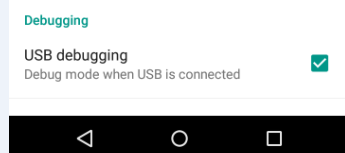 Debugging
USB debugging
Debug mode when USB is connected